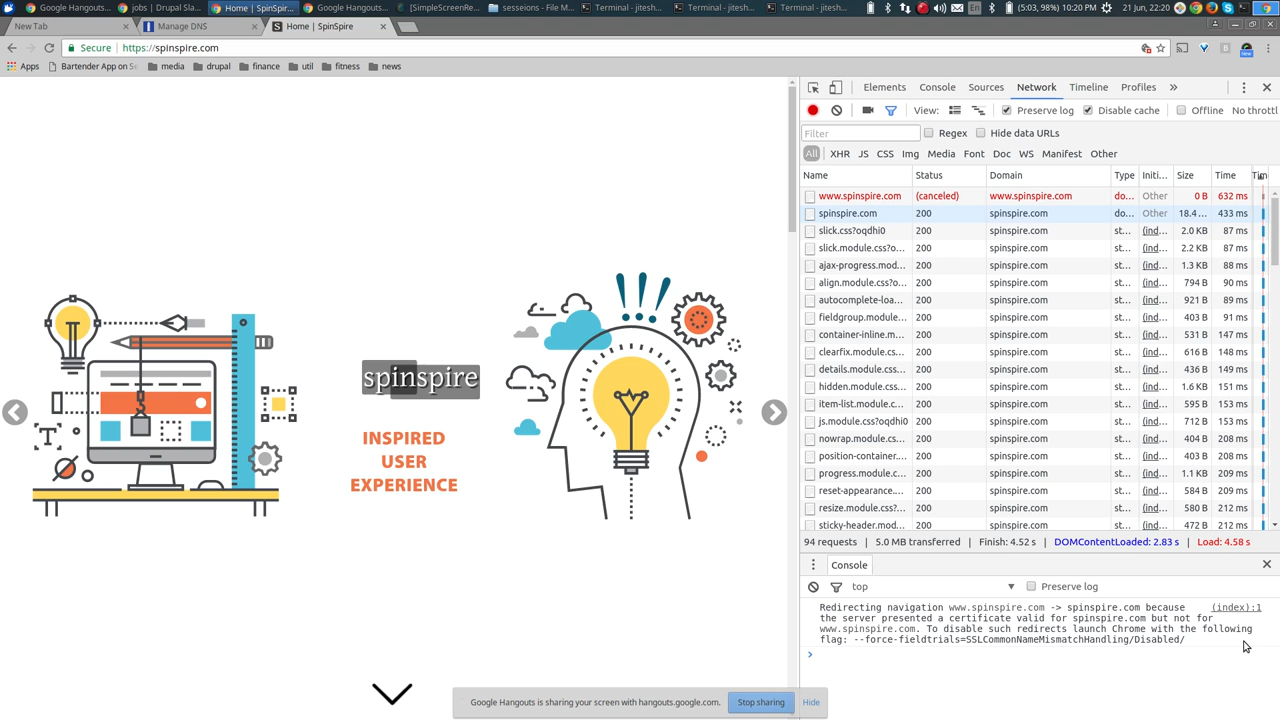 Google Hangouts...
jobs | Drupal Slac...
Home | SpinSpir...
Google Hangouts...
[SimpleScreenRe...
sesseions - File M...
Terminal - jitesh...
Terminal - jitesh...
Terminal - jitesh...
En
(5:03, 98%) 10:20 PM
21 Jun, 22:20
New Tab
Manage DNS
Home | SpinSpire
Secure
https://spinspire.com
Apps
Bartender App on Se
media
drupal
finance
util
fitness
news
Elements
Console
Sources
Network
Timeline
Profiles
»
View:
Preserve log
Disable cache
Offline
No throttl
Filter
Regex
Hide data URLs
All XHR JS CSS Img Media Font Doc WS Manifest Other
Name Status Domain Type Initi... Size Time Tim
www.spinspire.com (canceled) www.spinspire.com do... Other 0 B 632 ms
spinspire.com 200 spinspire.com do... Other 18.4 ... 433 ms
slick.css?oqdhi0 200 spinspire.com st... (ind... 2.0 KB 87 ms
slick.module.css?o... 200 spinspire.com st... (ind... 2.2 KB 87 ms
ajax-progress.mod... 200 spinspire.com st... (ind... 1.3 KB 88 ms
align.module.css?o... 200 spinspire.com st... (ind... 794 B 90 ms
autocomplete-loa... 200 spinspire.com st... (ind... 921 B 89 ms
fieldgroup.module... 200 spinspire.com st... (ind... 403 B 91 ms
container-inline.m... 200 spinspire.com st... (ind... 531 B 147 ms
clearfix.module.cs... 200 spinspire.com st... (ind... 616 B 148 ms
details.module.css... 200 spinspire.com st... (ind... 436 B 149 ms
hidden.module.css... 200 spinspire.com st... (ind... 1.6 KB 151 ms
item-list.module.c... 200 spinspire.com st... (ind... 595 B 153 ms
js.module.css?oqdhi0 200 spinspire.com st... (ind... 712 B 153 ms
nowrap.module.cs... 200 spinspire.com st... (ind... 404 B 208 ms
position-container.... 200 spinspire.com st... (ind... 403 B 208 ms
progress.module.c... 200 spinspire.com st... (ind... 1.1 KB 209 ms
reset-appearance.... 200 spinspire.com st... (ind... 584 B 209 ms
resize.module.css?... 200 spinspire.com st... (ind... 580 B 212 ms
sticky-header.mod... 200 spinspire.com st... (ind... 472 B 212 ms
94 requests | 5.0 MB transferred | Finish: 4.52 s | DOMContentLoaded: 2.83 s | Load: 4.58 s
Console
top
Preserve log
Redirecting navigation www.spinspire.com -> spinspire.com because (index):1
the server presented a certificate valid for spinspire.com but not for
www.spinspire.com. To disable such redirects launch Chrome with the following
flag: --force-fieldtrials=SSLCommonNameMismatchHandling/Disabled/
spinspire
INSPIRED
USER
EXPERIENCE
T
Google Hangouts is sharing your screen with hangouts.google.com.
Stop sharing
Hide